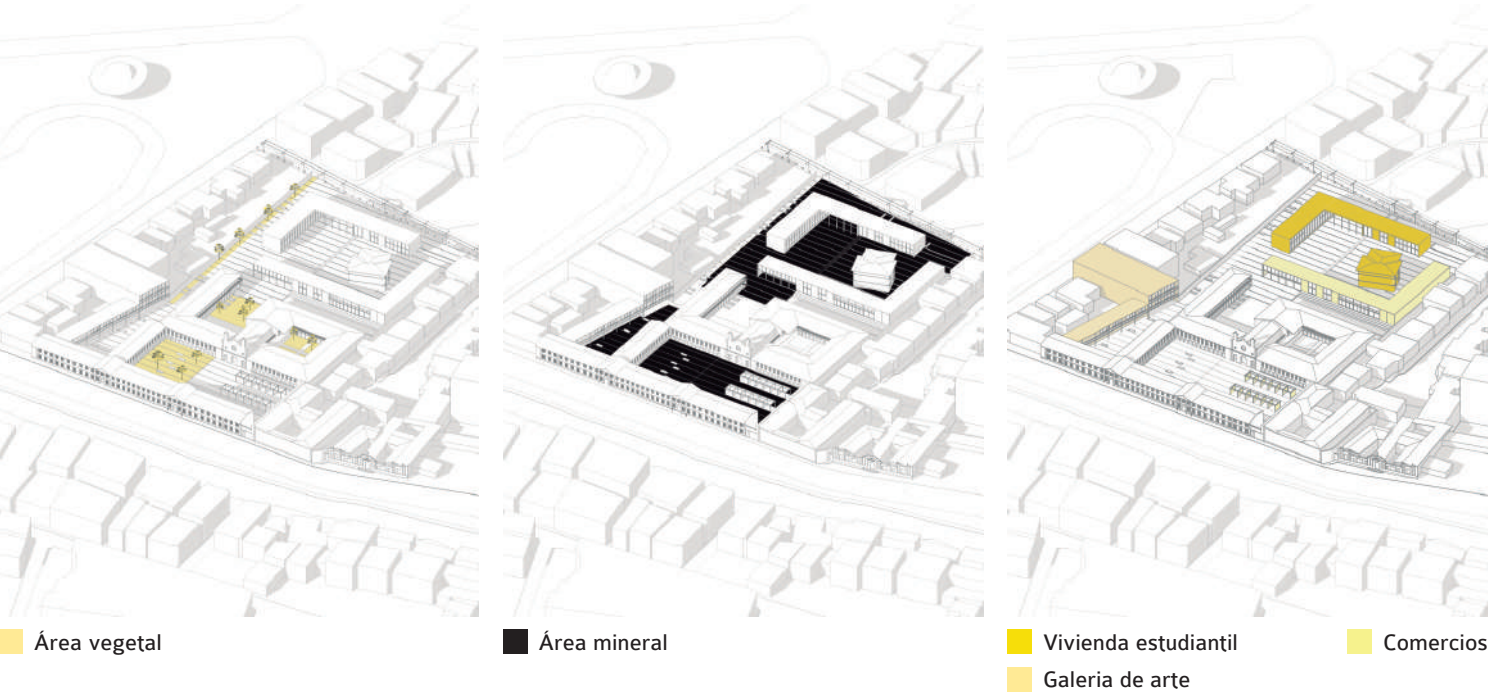 Área vegetal
Área mineral
Vivienda estudiantil
Comercios
Galeria de arte